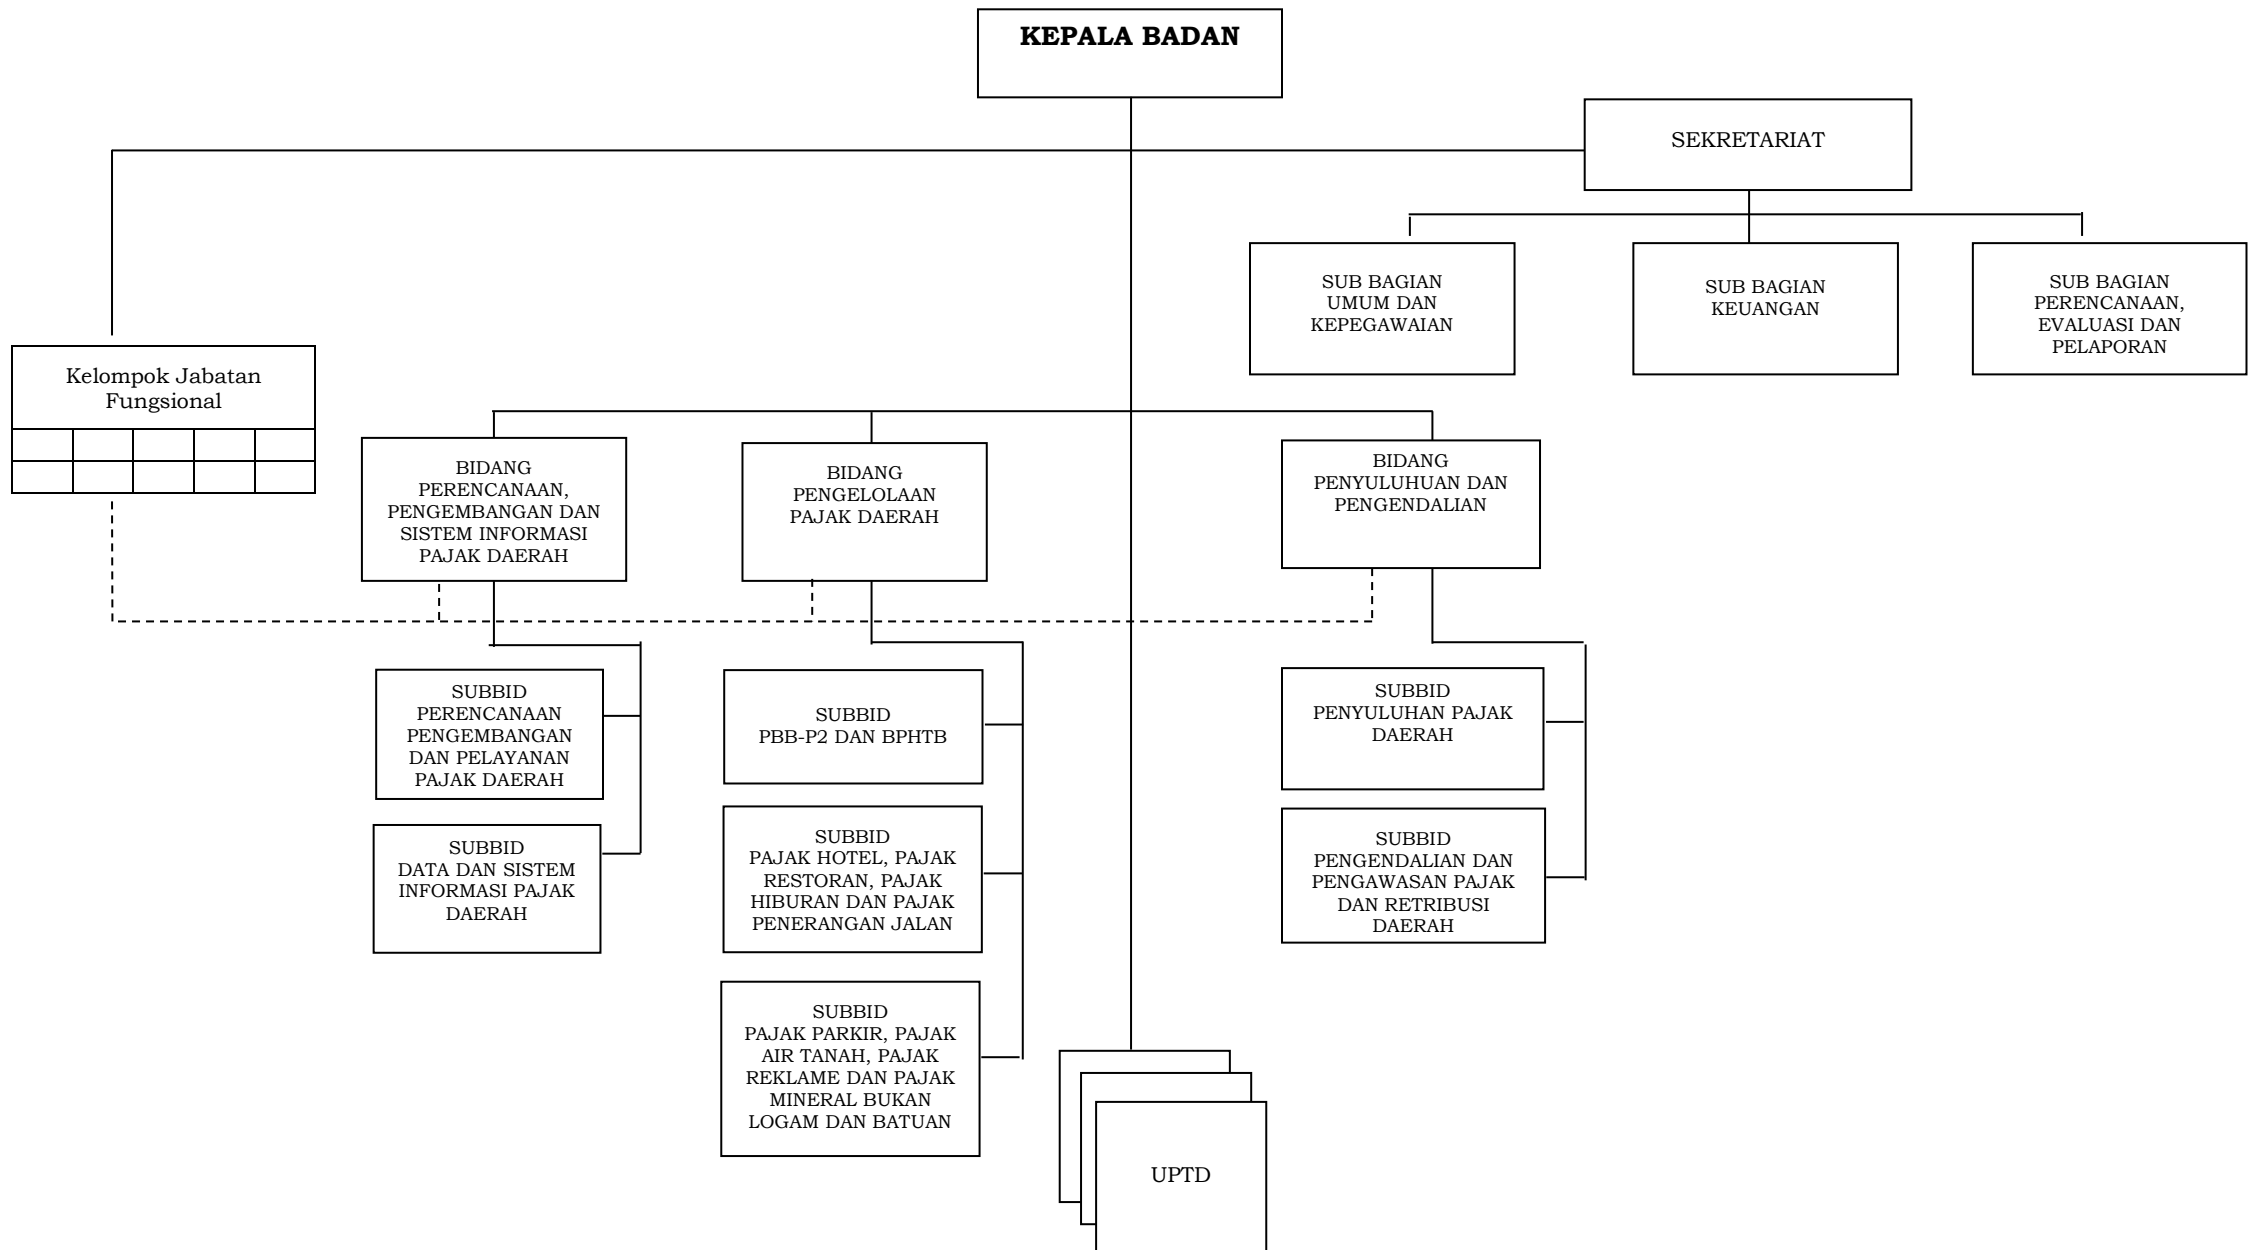 KEPALA BADAN
SEKRETARIAT
SUB BAGIAN
UMUM DAN
KEPEGAWAIAN
SUB BAGIAN
KEUANGAN
SUB BAGIAN
PERENCANAAN,
EVALUASI DAN
PELAPORAN
Kelompok Jabatan
Fungsional
BIDANG
PERENCANAAN,
PENGEMBANGAN DAN
SISTEM INFORMASI
PAJAK DAERAH
BIDANG
PENGELOLAAN
PAJAK DAERAH
BIDANG
PENYULUHUAN DAN
PENGENDALIAN
SUBBID
PERENCANAAN
PENGEMBANGAN
DAN PELAYANAN
PAJAK DAERAH
SUBBID
DATA DAN SISTEM
INFORMASI PAJAK
DAERAH
SUBBID
PBB-P2 DAN BPHTB
SUBBID
PAJAK HOTEL, PAJAK
RESTORAN, PAJAK
HIBURAN DAN PAJAK
PENERANGAN JALAN
SUBBID
PAJAK PARKIR, PAJAK
AIR TANAH, PAJAK
REKLAME DAN PAJAK
MINERAL BUKAN
LOGAM DAN BATUAN
SUBBID
PENYULUHAN PAJAK
DAERAH
SUBBID
PENGENDALIAN DAN
PENGAWASAN PAJAK
DAN RETRIBUSI
DAERAH
UPTD